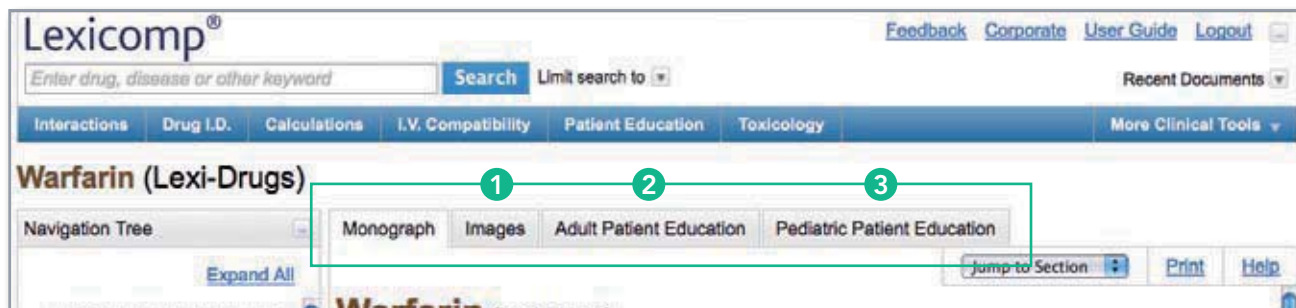 Lexicomp®
Feedback Corporate User Guide Logout
Enter drug, disease or other keyword Search Limit search to Recent Documents
Interactions Drug I.D. Calculations I.V. Compatibility Patient Education Toxicology More Clinical Tools
Warfarin (Lexi-Drugs)
1 2 3
Navigation Tree Monograph Images Adult Patient Education Pediatric Patient Education
Expand All Jump to Section Print Help
Warfarin